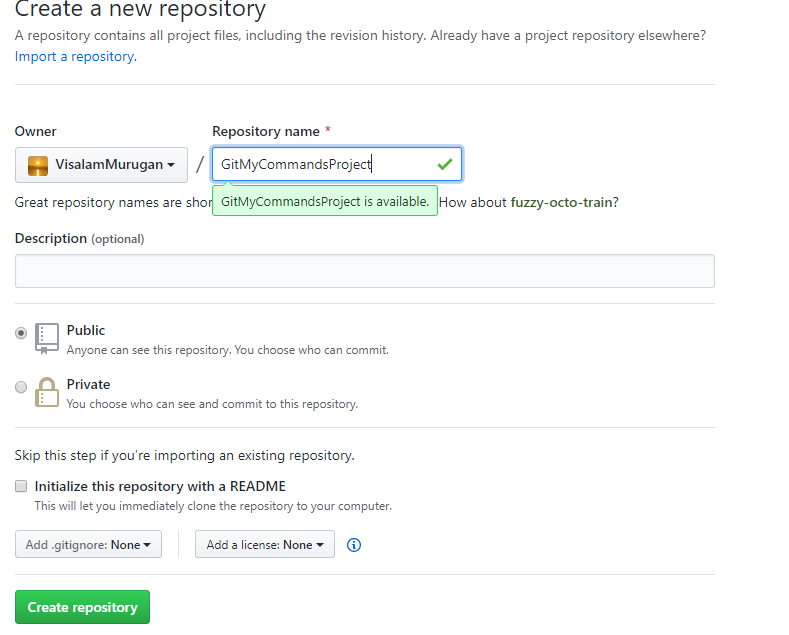 Create a new repository
A repository contains all project files, including the revision history. Already have a project repository elsewhere?
Import a repository.
Owner
Repository name *
VisalamMurugan
/
GitMyCommandsProject
Great repository names are shor
GitMyCommandsProject is available.
How about fuzzy-octo-train?
Description (optional)
Public
Anyone can see this repository. You choose who can commit.
Private
You choose who can see and commit to this repository.
Skip this step if you’re importing an existing repository.
Initialize this repository with a README
This will let you immediately clone the repository to your computer.
Add .gitignore: None
Add a license: None
Create repository